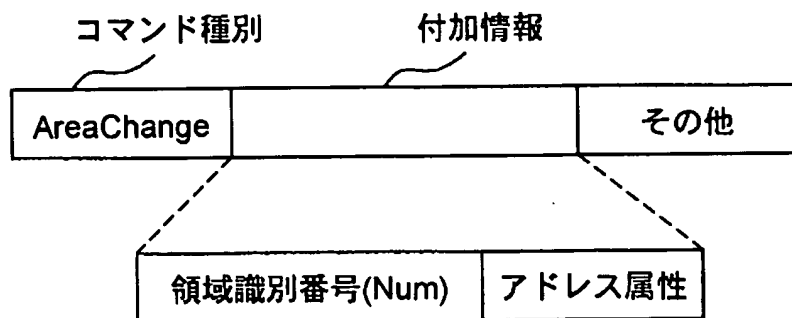 コマンド種別
付加情報
AreaChange
その他
領域識別番号(Num)
アドレス属性